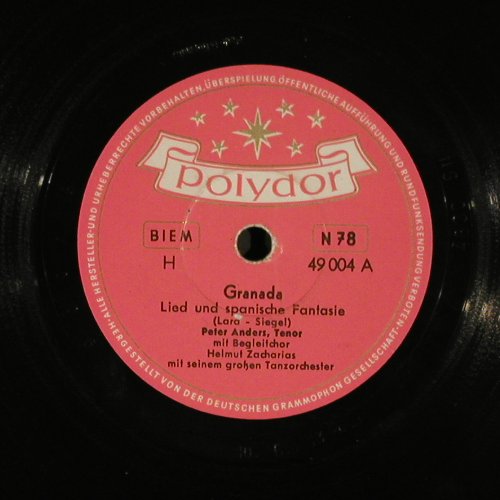 polydor
BIEM
N 78
H
49 004 A
Granada
Lied und spanische Fantasie
(Lara - Siegel)
Peter Anders, Tenor
mit Begleitchor
Helmut Zacharias
mit seinem großen Tanzorchester
·HERGESTELLT VON DER DEUTSCHEN GRAMMOPHON GESELLSCHAFT· ALLE HERSTELLER- UND URHEBERRECHTE VORBEHALTEN, ÜBERSPIELUNG, ÖFFENTLICHE AUFFÜHRUNG UND RUNDFUNKSENDUNG VERBOTEN·